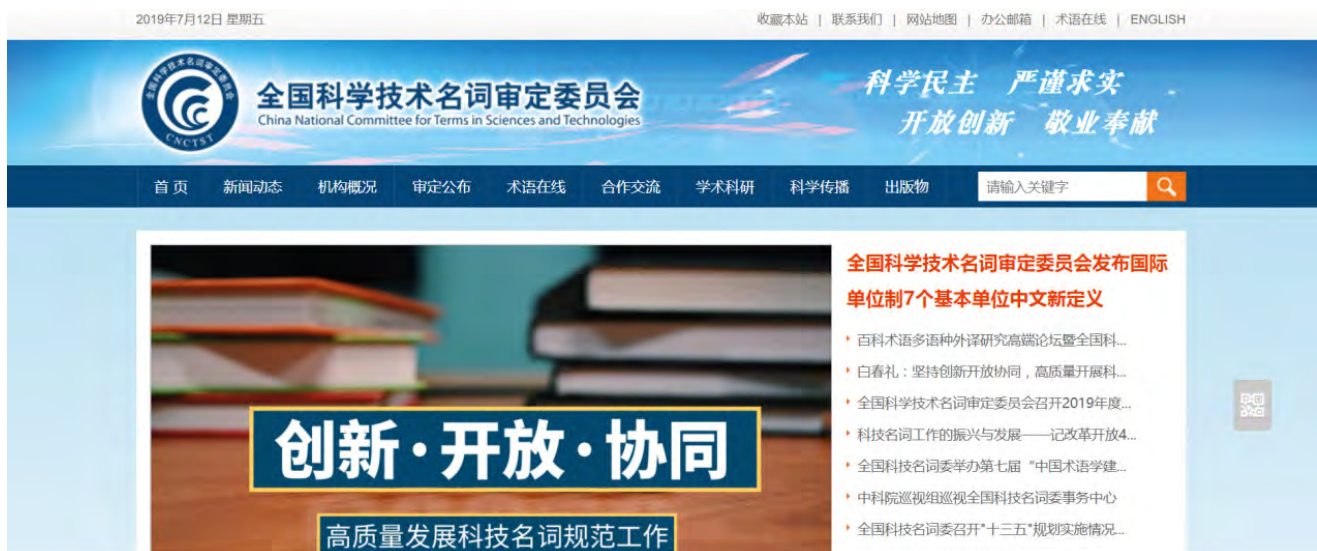 2019年7月12日 星期五
收藏本站 | 联系我们 | 网站地图 | 办公邮箱 | 术语在线 | ENGLISH
全国科学技术名词审定委员会
CNCTST
全国科学技术名词审定委员会
China National Committee for Terms in Sciences and Technologies
科学民主 严谨求实
开放创新 敬业奉献
首页 新闻动态 机构概况 审定公布 术语在线 合作交流 学术科研 科学传播 出版物 请输入关键字
创新·开放·协同
高质量发展科技名词规范工作
全国科学技术名词审定委员会发布国际
单位制7个基本单位中文新定义
百科术语多语种外译研究高端论坛暨全国科...
白春礼：坚持创新开放协同，高质量开展科...
全国科学技术名词审定委员会召开2019年度...
科技名词工作的振兴与发展——记改革开放4...
全国科技名词委举办第七届“中国术语学建...
中科院巡视组巡视全国科技名词委事务中心
全国科技名词委召开"十三五"规划实施情况...